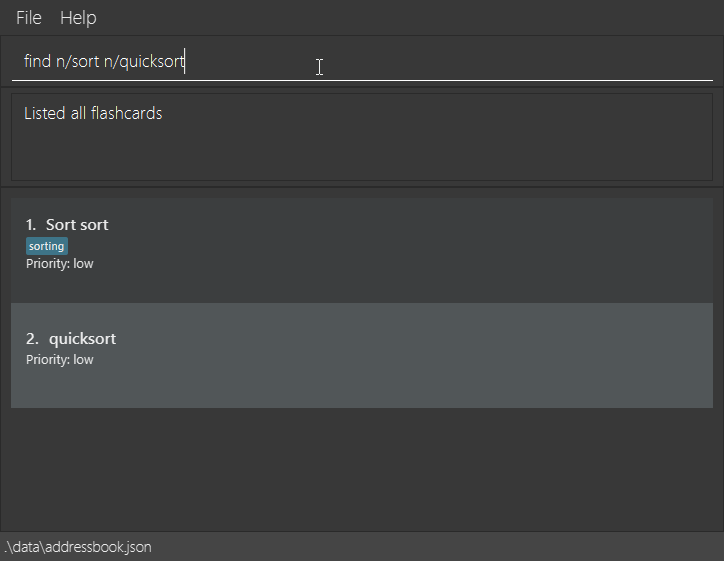 File Help
find n/sort n/quicksort
Listed all flashcards
1. Sort sort
sorting
Priority: low
2. quicksort
Priority: low
.\data\addressbook.json